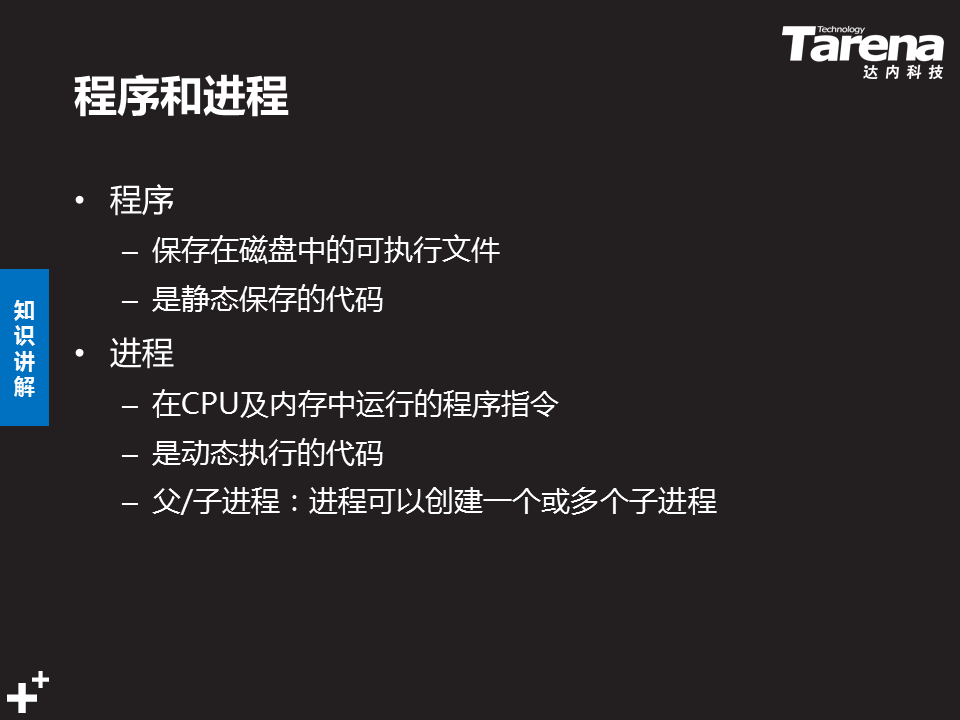 Technology
Tarena
达内科技
程序和进程
• 程序
– 保存在磁盘中的可执行文件
– 是静态保存的代码
知识讲解
• 进程
– 在CPU及内存中运行的程序指令
– 是动态执行的代码
– 父/子进程：进程可以创建一个或多个子进程